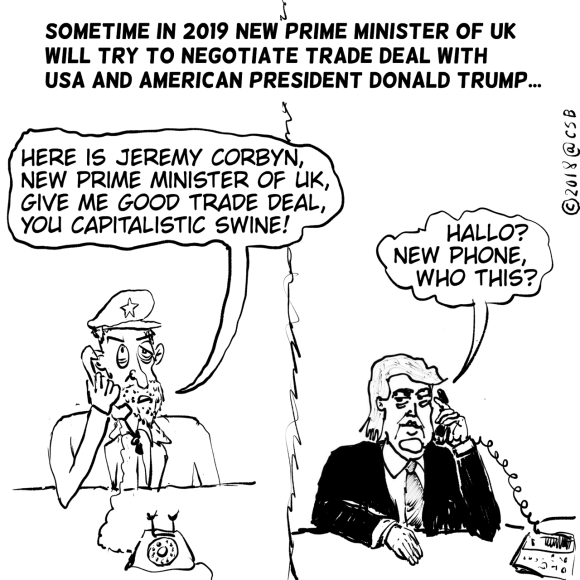 SOMETIME IN 2019 NEW PRIME MINISTER OF UK
WILL TRY TO NEGOTIATE TRADE DEAL WITH
USA AND AMERICAN PRESIDENT DONALD TRUMP...
HERE IS JEREMY CORBYN,
NEW PRIME MINISTER OF UK,
GIVE ME GOOD TRADE DEAL,
YOU CAPITALISTIC SWINE!
HALLO?
NEW PHONE,
WHO THIS?
©2018@CSB